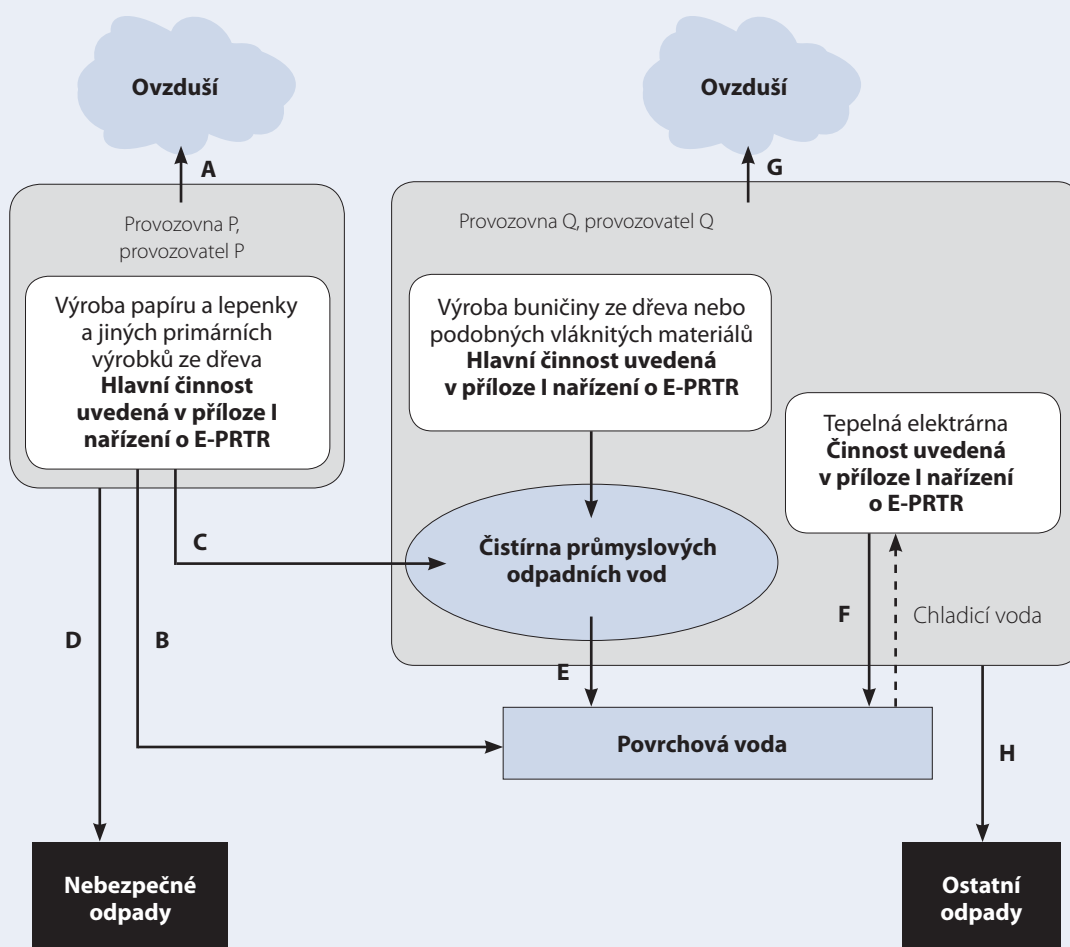 Ovzduší
Ovzduší
A
G
Provozovna P,
provozovatel P
Výroba papíru a lepenky
a jiných primárních
výrobků ze dřeva
Hlavní činnost
uvedená v příloze I
nařízení o E-PRTR
Provozovna Q, provozovatel Q
Výroba buničiny ze dřeva nebo
podobných vláknitých materiálů
Hlavní činnost uvedená
v příloze I nařízení o E-PRTR
Tepelná elektrárna
Činnost uvedená
v příloze I nařízení
o E-PRTR
C
Čistírna průmyslových
odpadních vod
D
B
E
F
Chladicí voda
Povrchová voda
H
Nebezpečné
odpady
Ostatní
odpady